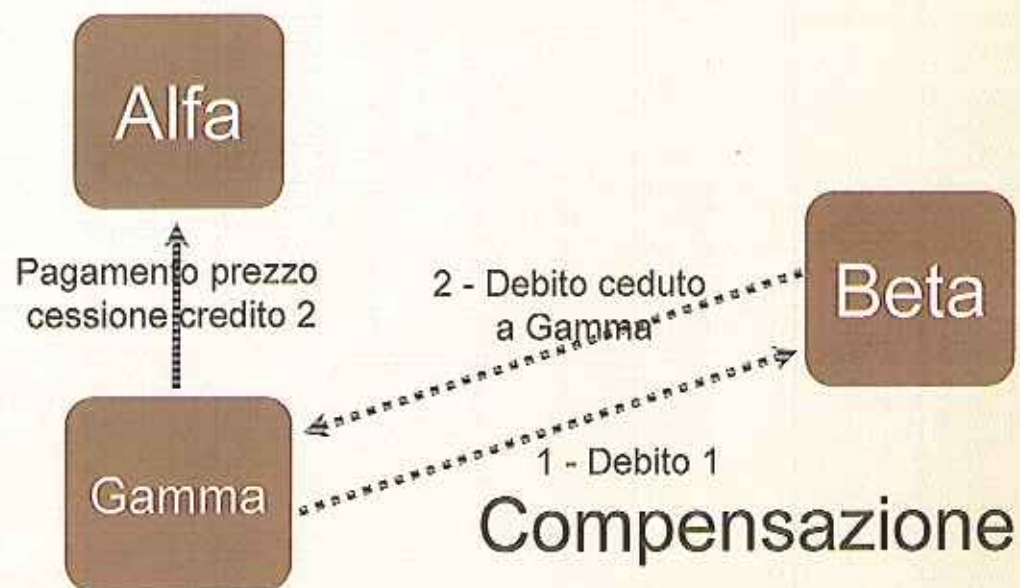 Alfa
Pagamento prezzo
cessione credito 2
2 - Debito ceduto
a Gamma
Beta
1 - Debito 1
Gamma
Compensazione